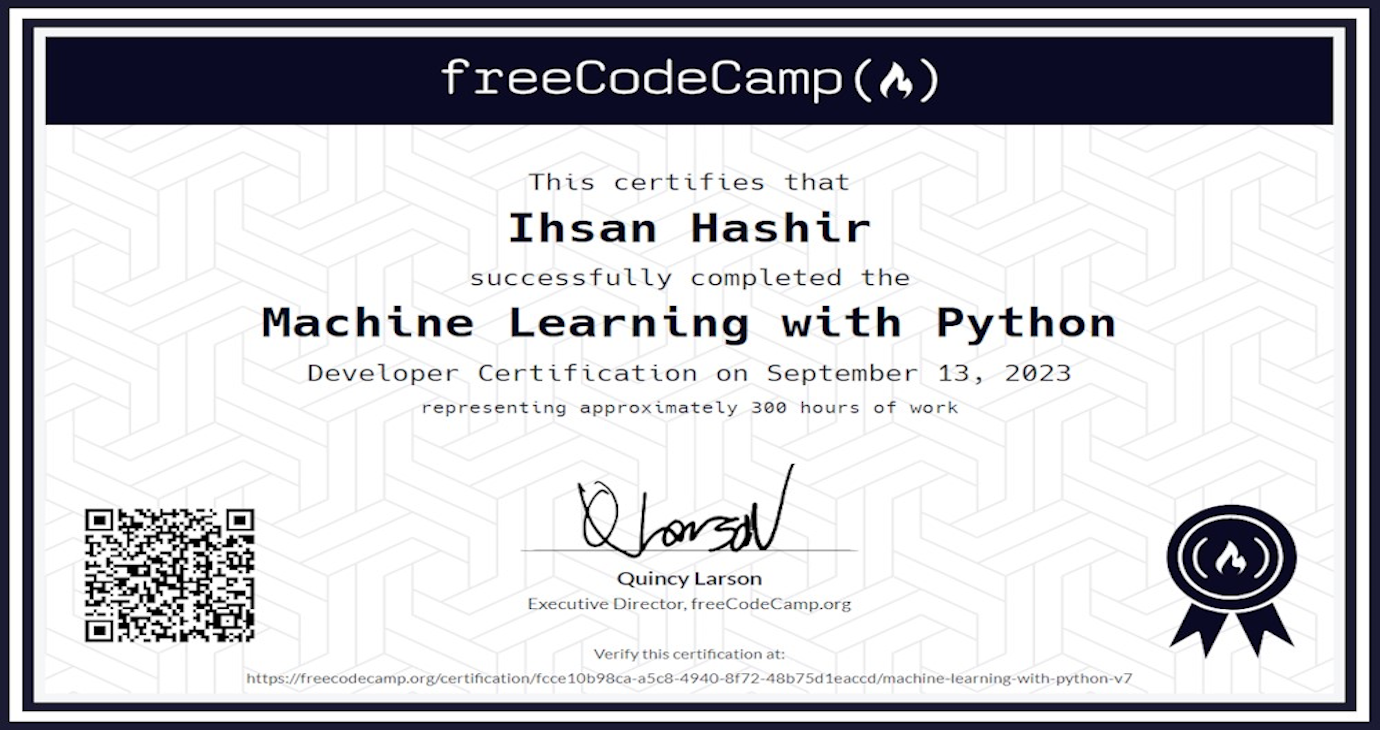 freeCodeCamp
This certifies that
Ihsan Hashir
successfully completed the
Machine Learning with Python
Developer Certification on September 13, 2023
representing approximately 300 hours of work
Q Larson
Quincy Larson
Executive Director, freeCodeCamp.org
Verify this certification at:
https://freecodecamp.org/certification/fcce10b98ca-a5c8-4940-8f72-48b75d1eaccd/machine-learning-with-python-v7